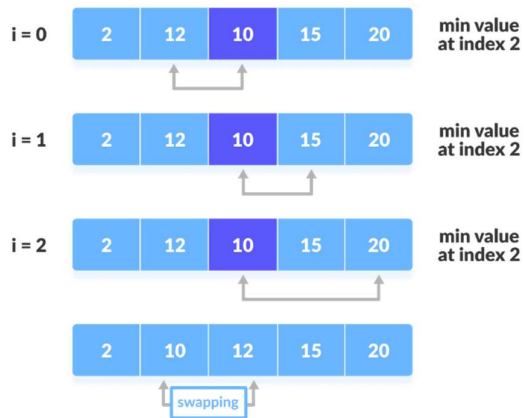 i = 0 2 12 10 15 20 min value
at index 2
i = 1 2 12 10 15 20 min value
at index 2
i = 2 2 12 10 15 20 min value
at index 2
2 10 12 15 20
swapping